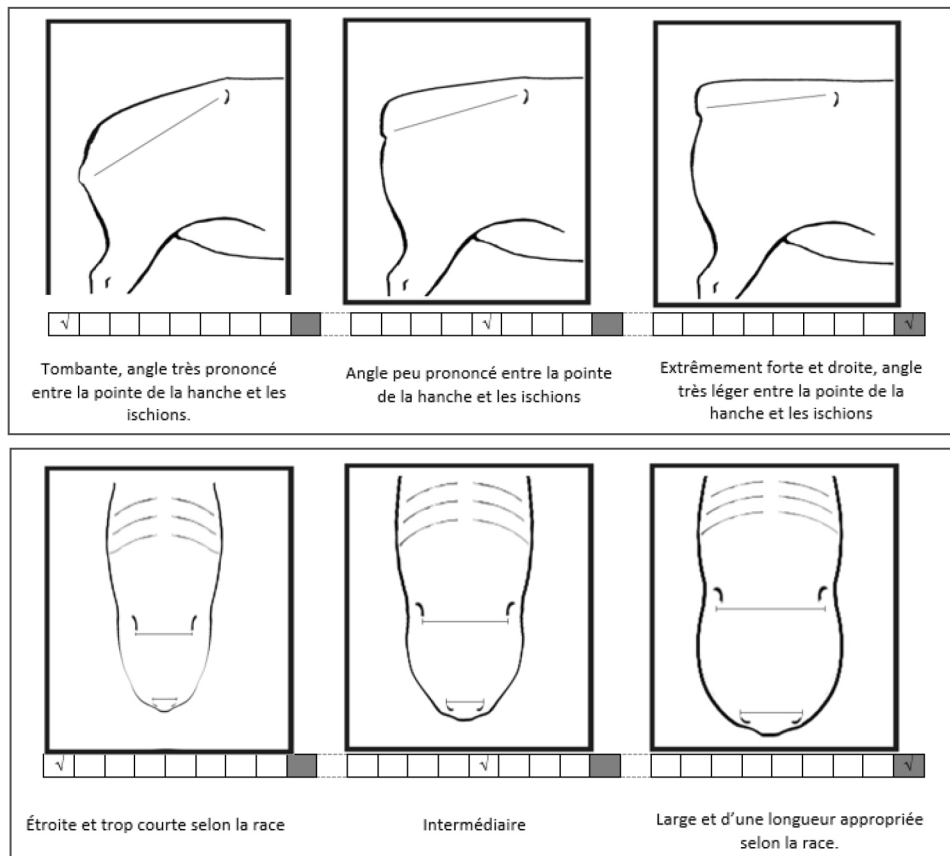 √
√
√
Tombante, angle très prononcé
entre la pointe de la hanche et les
ischions.
Angle peu prononcé entre la pointe
de la hanche et les ischions
Extrêmement forte et droite, angle
très léger entre la pointe de la
hanche et les ischions
√
√
√
Étroite et trop courte selon la race
Intermédiaire
Large et d’une longueur appropriée
selon la race.